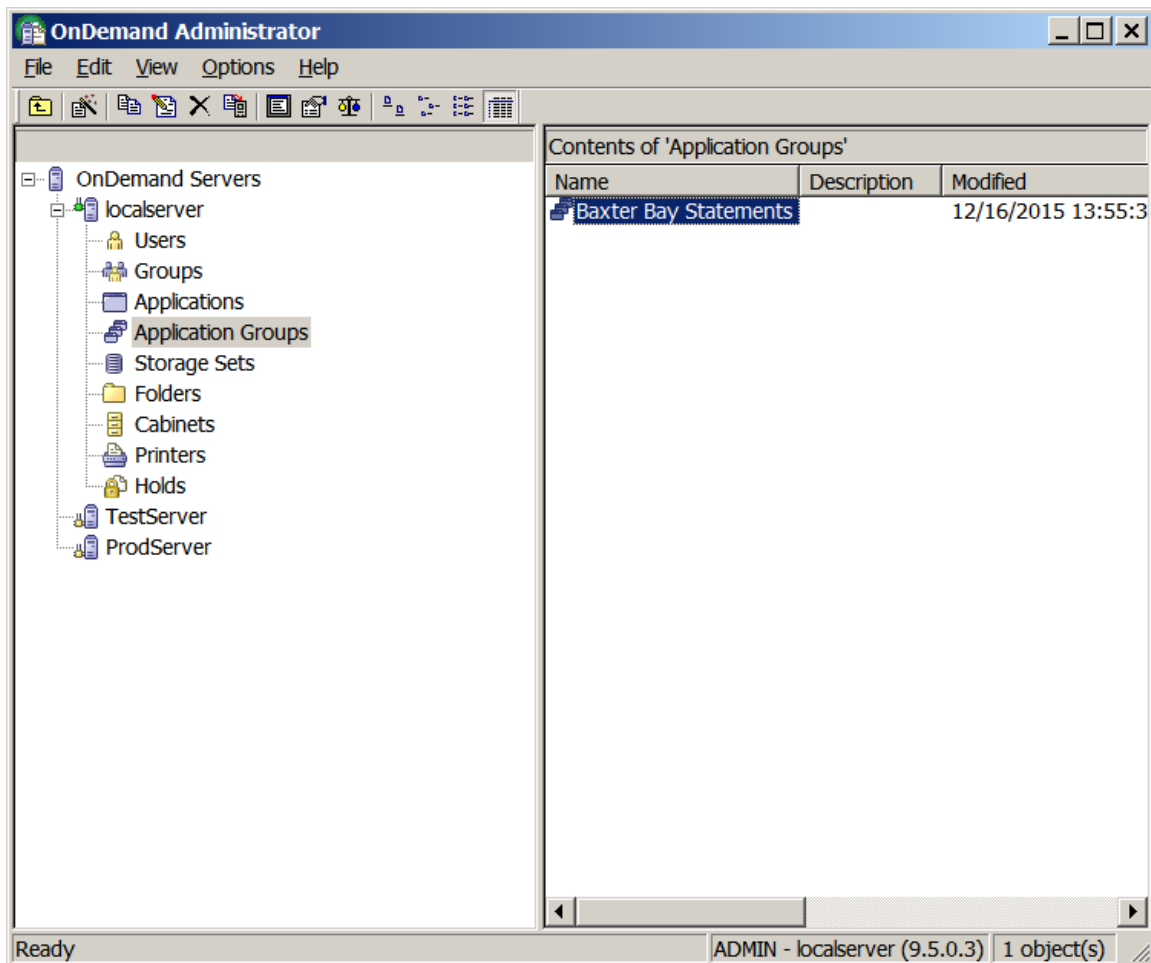 OnDemand Administrator
File Edit View Options Help
Contents of 'Application Groups'
Name Description Modified
OnDemand Servers
Baxter Bay Statements 12/16/2015 13:55:3
localserver
Users
Groups
Applications
Application Groups
Storage Sets
Folders
Cabinets
Printers
Holds
TestServer
ProdServer
Ready ADMIN - localserver (9.5.0.3) 1 object(s)